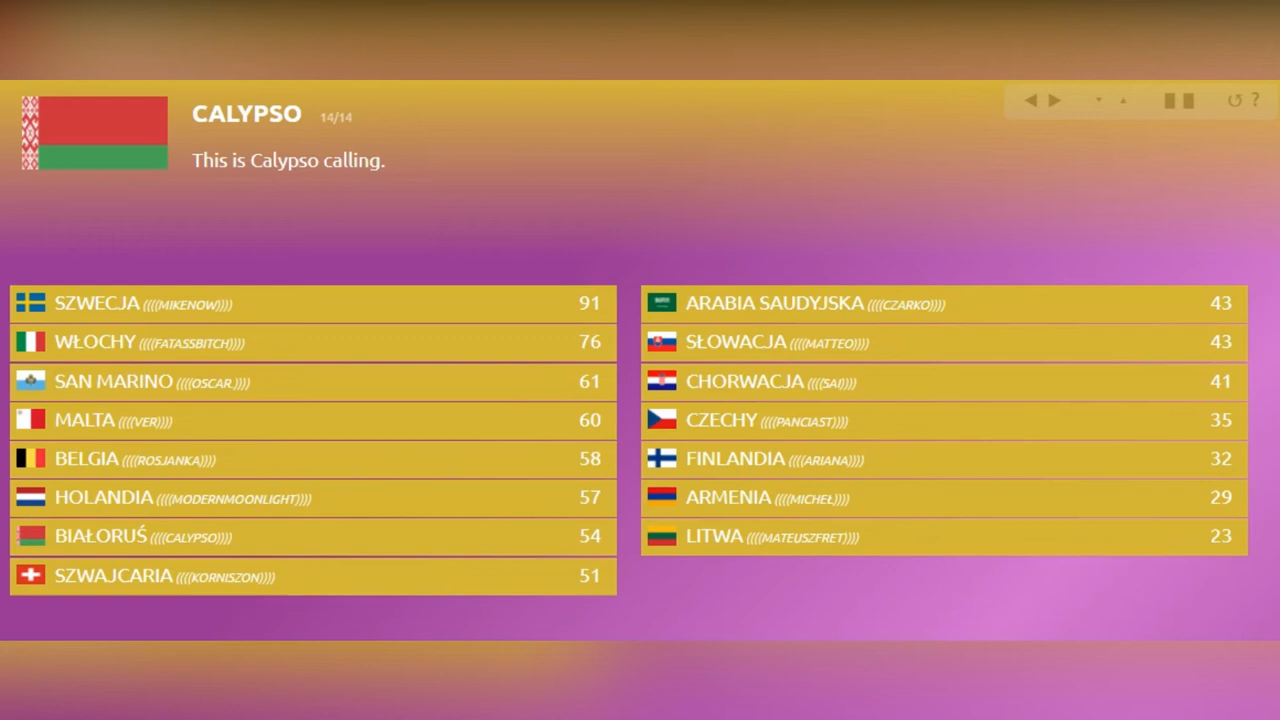 CALYPSO 14/14
This is Calypso calling.
SZWECJA ((((MIKENOW)))) 91
WŁOCHY ((((FATASSBITCH)))) 76
SAN MARINO ((((OSCAR.)))) 61
MALTA ((((VER)))) 60
BELGIA ((((ROSJANKA)))) 58
HOLANDIA ((((MODERNMOONLIGHT)))) 57
BIAŁORUŚ ((((CALYPSO)))) 54
SZWAJCARIA ((((KORNISZON)))) 51
ARABIA SAUDYJSKA ((((CZARKO)))) 43
SŁOWACJA ((((MATTEO)))) 43
CHORWACJA ((((SAI)))) 41
CZECHY ((((PANCIAST)))) 35
FINLANDIA ((((ARIANA)))) 32
ARMENIA ((((MICHEŁ)))) 29
LITWA ((((MATEUSZFRET)))) 23